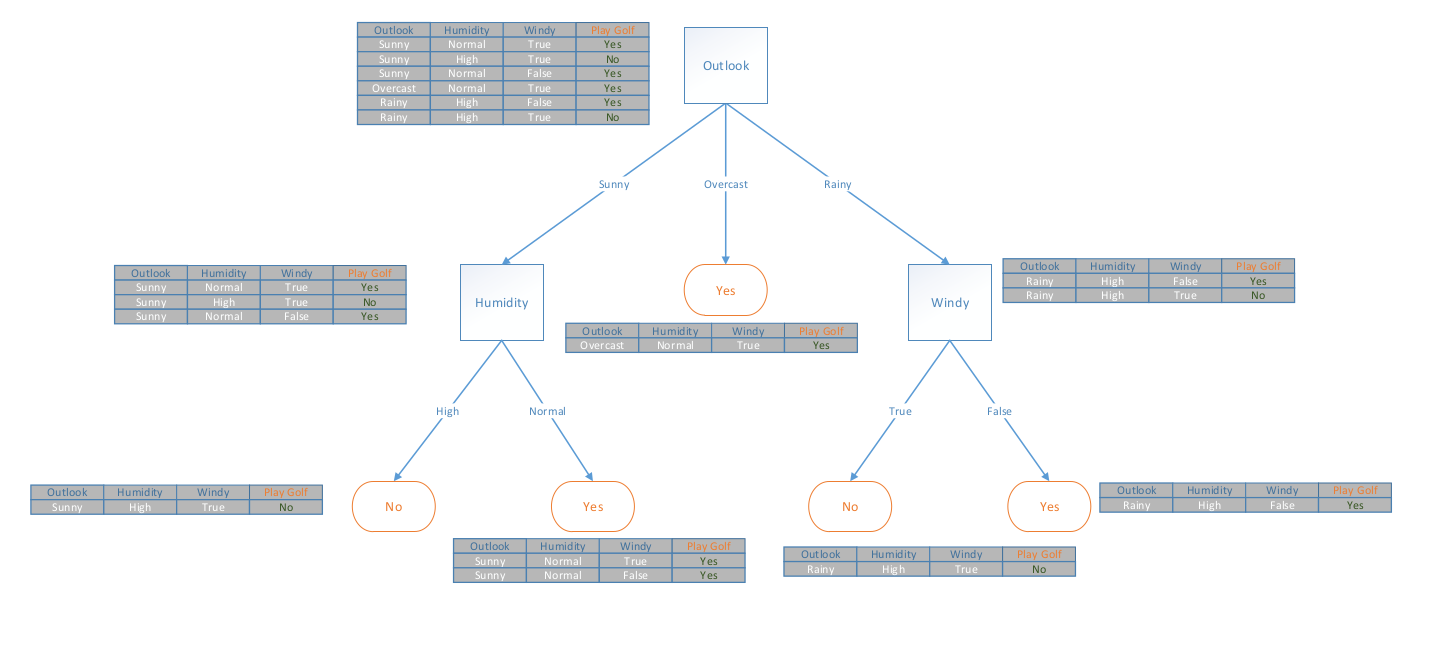 Outlook Humidity Windy Play Golf
Sunny Normal True Yes
Sunny High True No
Sunny Normal False Yes
Overcast Normal True Yes
Rainy High False Yes
Rainy High True No
Outlook
Sunny
Overcast
Rainy
Outlook Humidity Windy Play Golf
Sunny Normal True Yes
Sunny High True No
Sunny Normal False Yes
Humidity
Yes
Outlook Humidity Windy Play Golf
Overcast Normal True Yes
Windy
Outlook Humidity Windy Play Golf
Rainy High False Yes
Rainy High True No
High
Normal
True
False
Outlook Humidity Windy Play Golf
Sunny High True No
No
Yes
Outlook Humidity Windy Play Golf
Sunny Normal True Yes
Sunny Normal False Yes
No
Outlook Humidity Windy Play Golf
Rainy High True No
Yes
Outlook Humidity Windy Play Golf
Rainy High False Yes